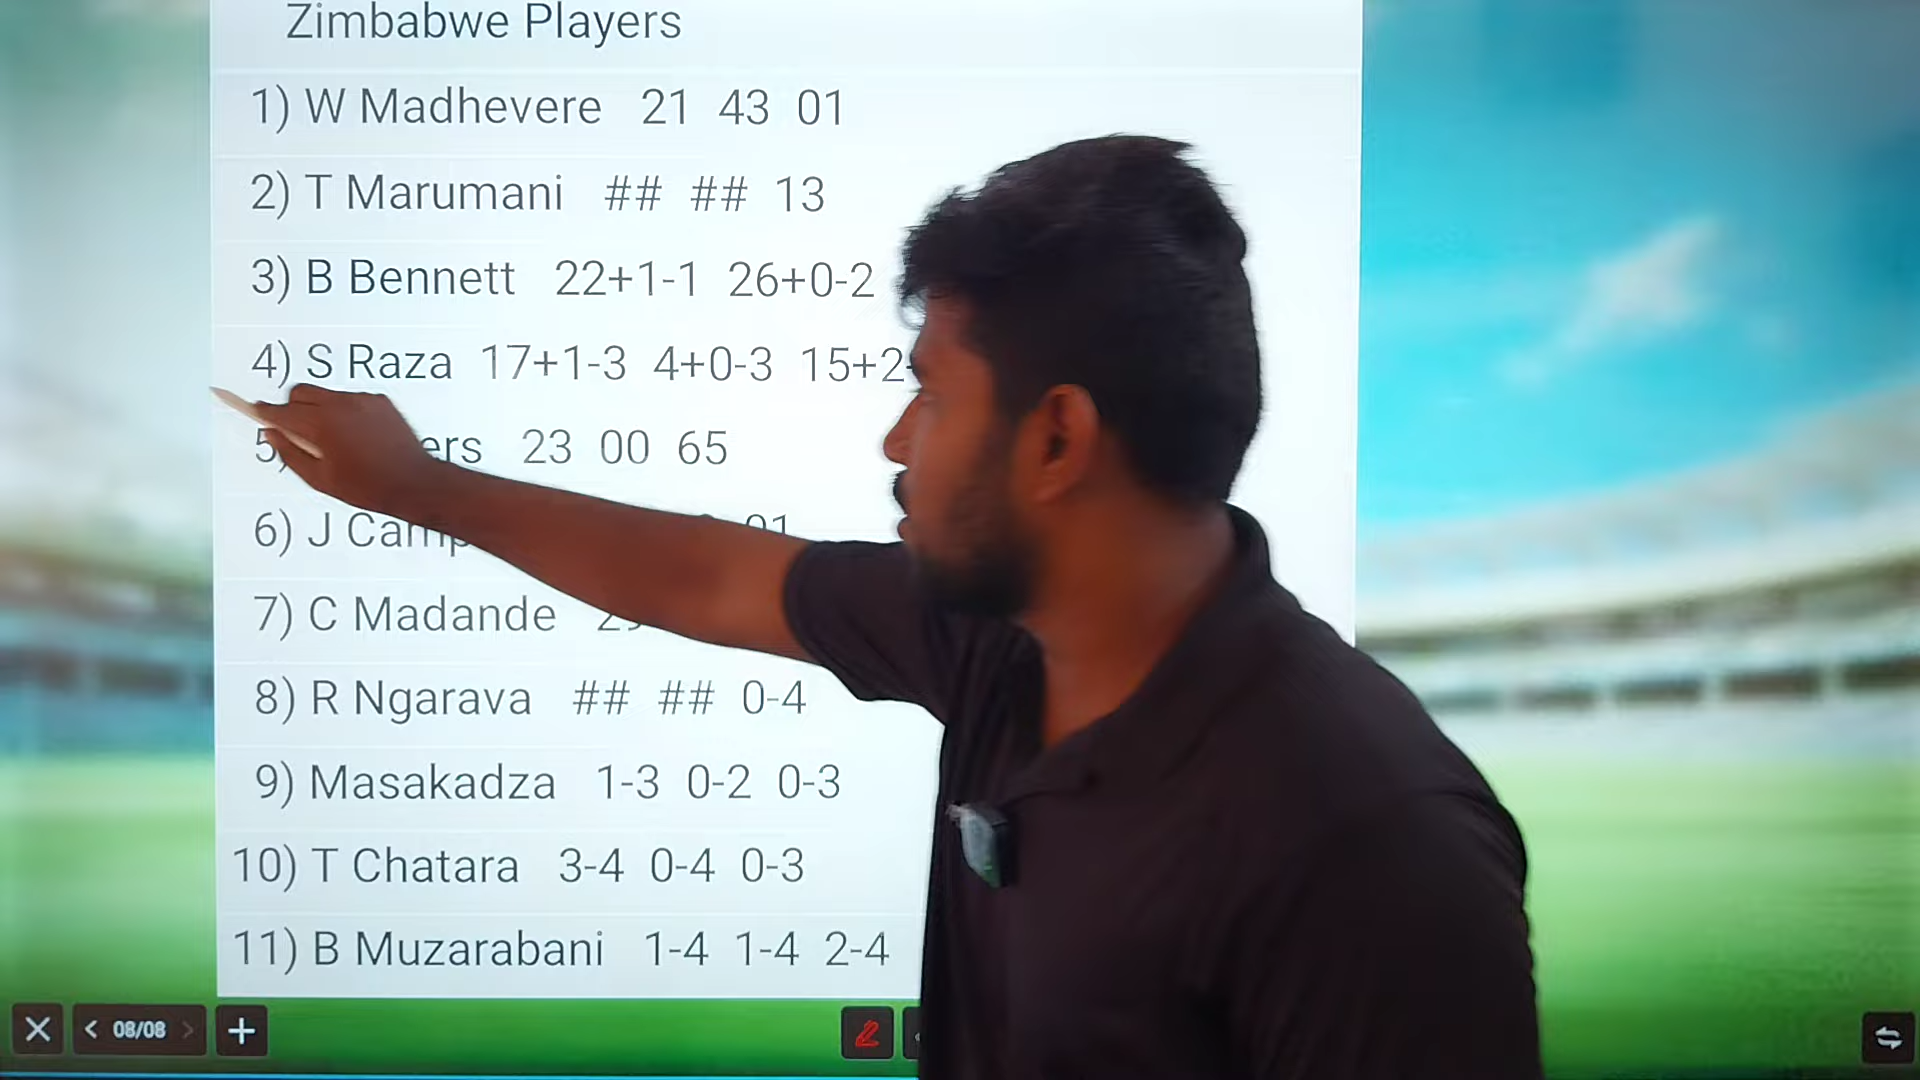 Zimbabwe Players
1) W Madhevere 21 43 01
2) T Marumani ## ## 13
3) B Bennett 22+1-1 26+0-2
4) S Raza 17+1-3 4+0-3 15+2
23 00 65
6) J
7) C Madande
8) R Ngarava ## ## 0-4
9) Masakadza 1-3 0-2 0-3
10) T Chatara 3-4 0-4 0-3
11) B Muzarabani 1-4 1-4 2-4
08/08